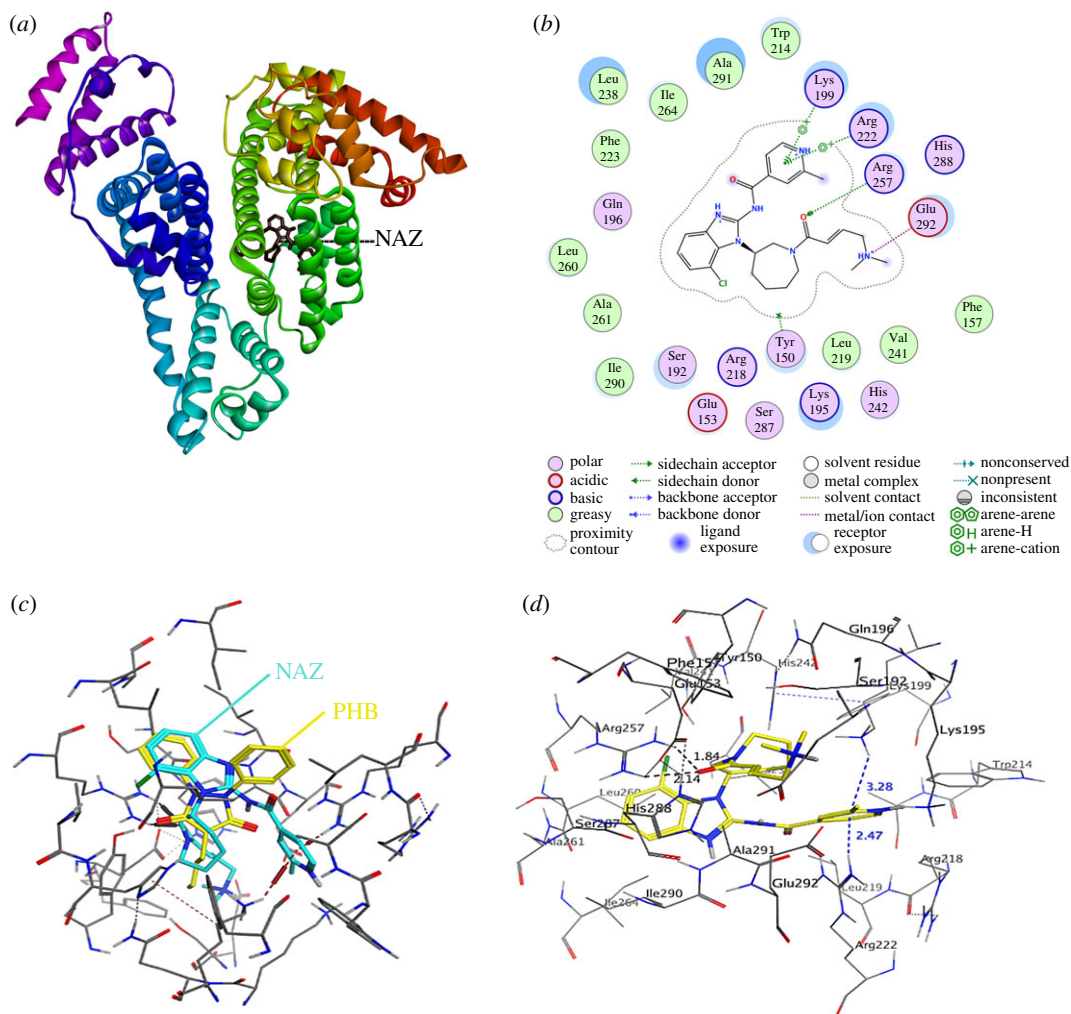 (a)
NAZ
(b)
Trp
214
Ala
291
Leu
238
Ile
264
Lys
199
Arg
222
Phe
223
His
288
Arg
257
Gln
196
Glu
292
Leu
260
Ala
261
Phe
157
Ile
290
Ser
192
Arg
218
Tyr
150
Leu
219
Val
241
Glu
153
Ser
287
Lys
195
His
242
NH
O
HN
NH
N
N
O
N
Cl
HN
+
polar
acidic
basic
greasy
proximity
contour
sidechain acceptor
sidechain donor
backbone acceptor
backbone donor
ligand
exposure
solvent residue
metal complex
solvent contact
metal/ion contact
receptor
exposure
nonconserved
nonpresent
inconsistent
arene-arene
H arene-H
+ arene-cation
(c)
NAZ
PHB
(d)
Gln196
Tyr150
Phe157
His242
Val241
Glu153
Ser192
Lys199
Arg257
Lys195
1.84
Trp214
2.14
3.28
Leu260
His288
Ser287
2.47
Ala261
Ala291
Arg218
Glu292
Leu219
Ile290
Ile264
Arg222